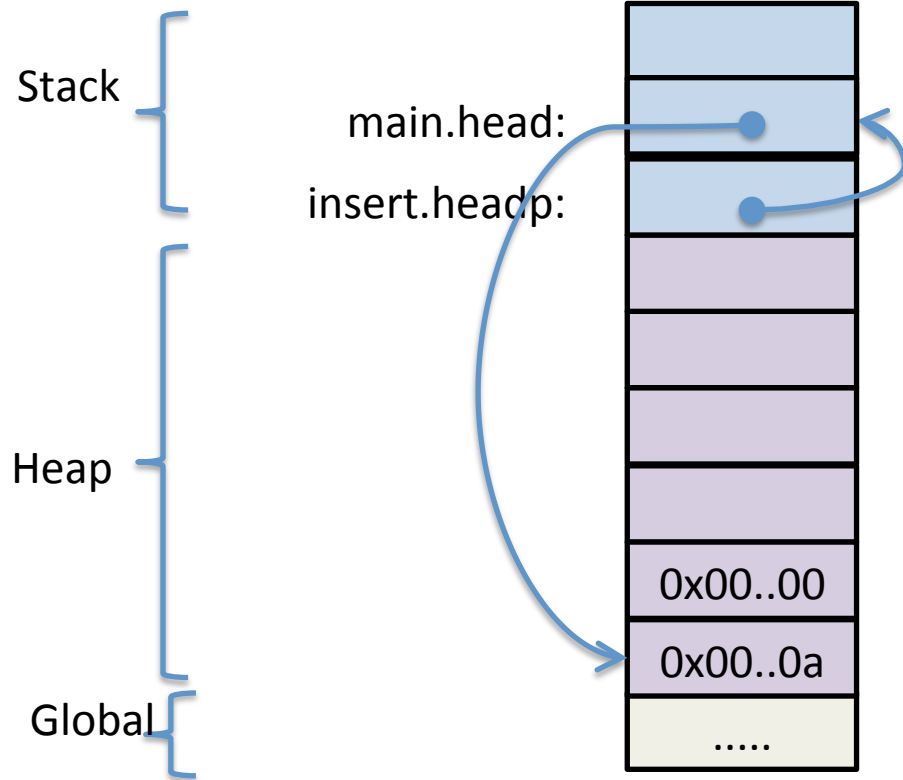 Stack
main.head:
insert.headp:
Heap
0x00..00
0x00..0a
Global
.....